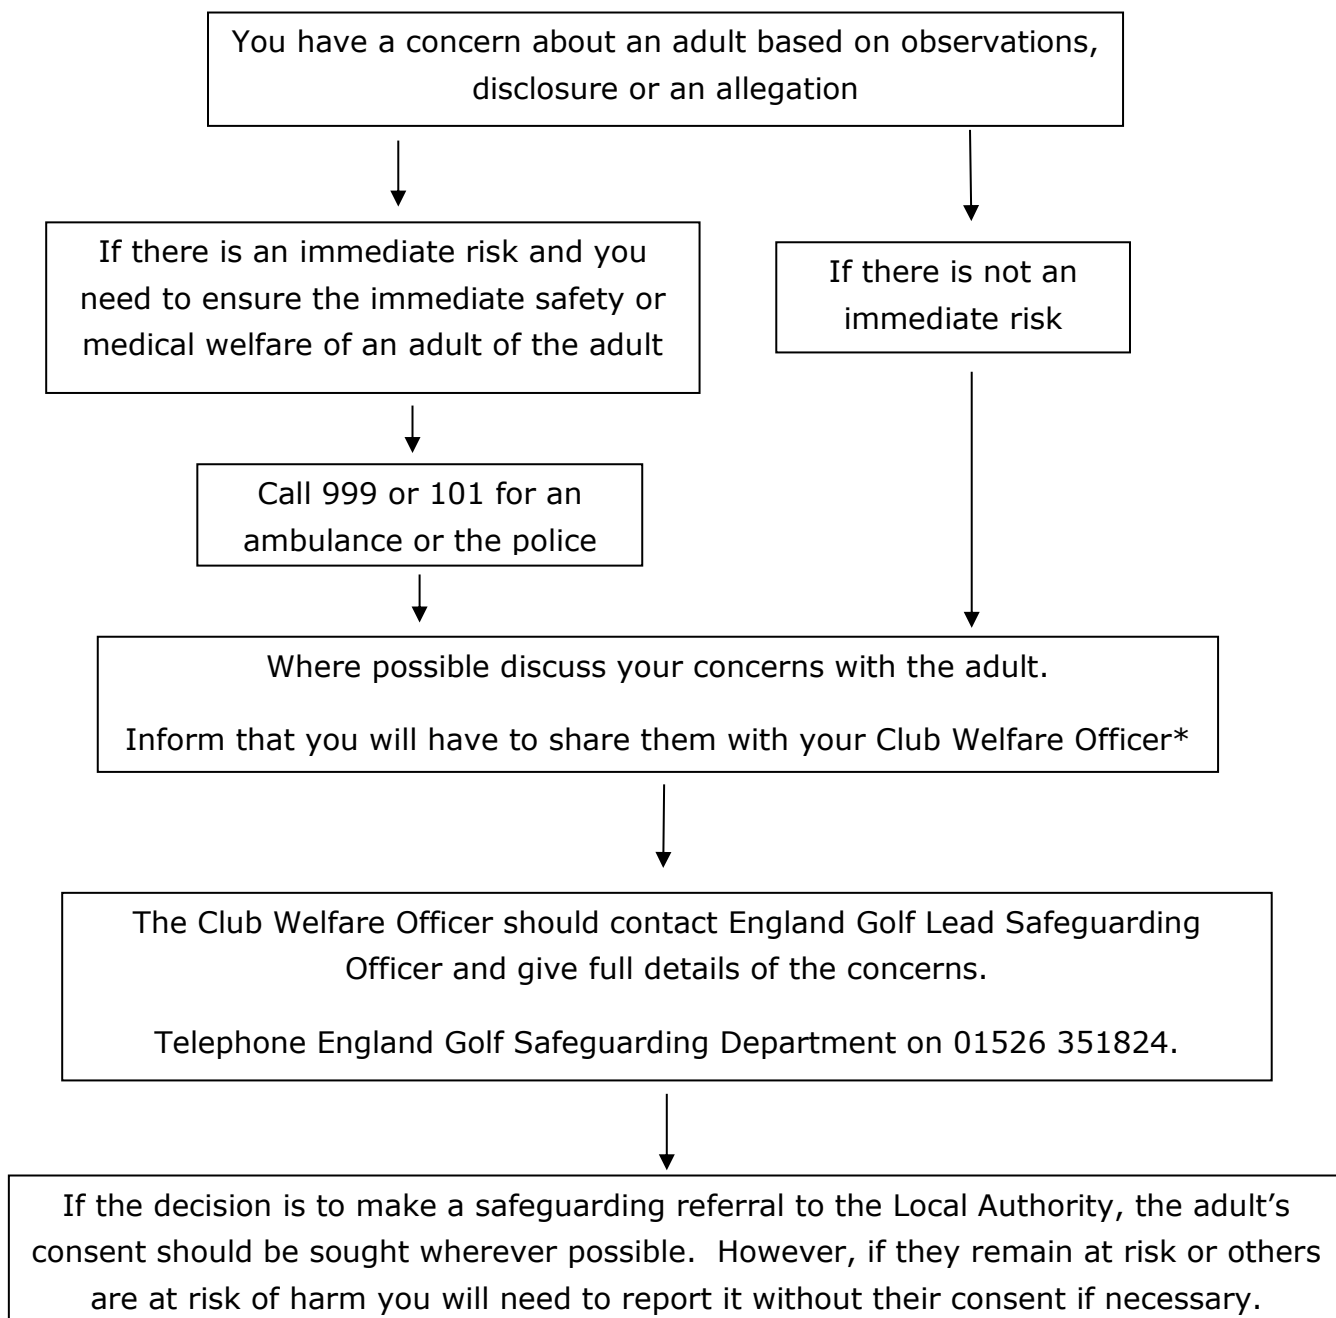 You have a concern about an adult based on observations,
disclosure or an allegation
If there is an immediate risk and you
need to ensure the immediate safety or
medical welfare of an adult of the adult
If there is not an
immediate risk
Call 999 or 101 for an
ambulance or the police
Where possible discuss your concerns with the adult.
Inform that you will have to share them with your Club Welfare Officer*
The Club Welfare Officer should contact England Golf Lead Safeguarding
Officer and give full details of the concerns.
Telephone England Golf Safeguarding Department on 01526 351824.
If the decision is to make a safeguarding referral to the Local Authority, the adult’s
consent should be sought wherever possible.  However, if they remain at risk or others
are at risk of harm you will need to report it without their consent if necessary.